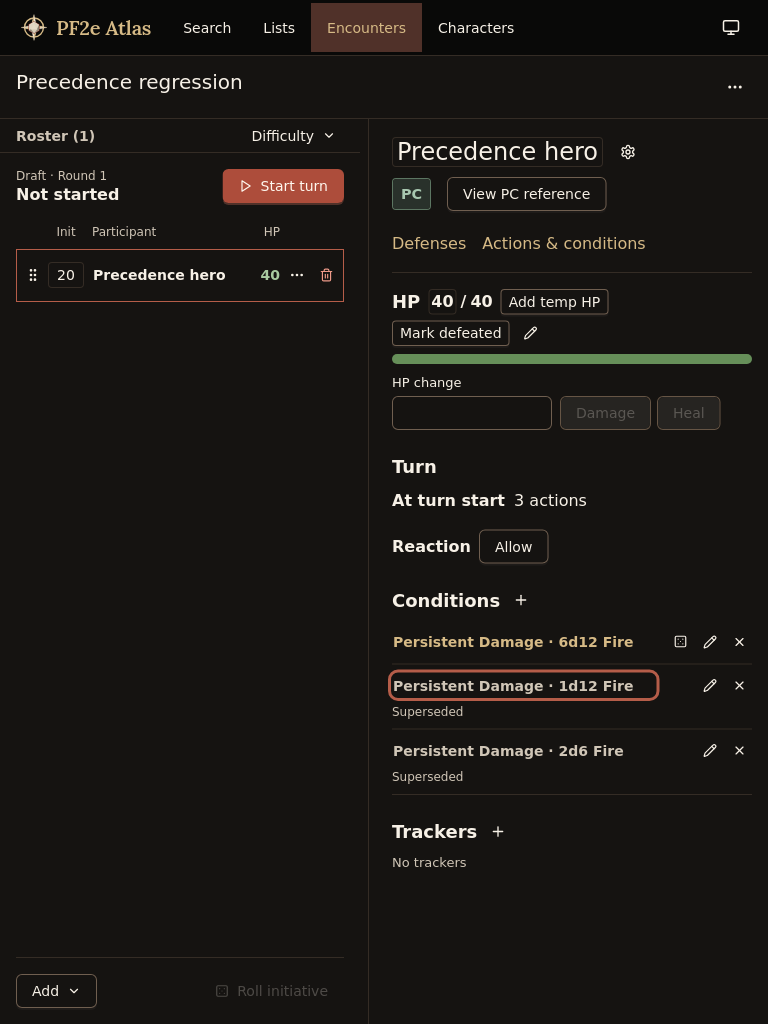 PF2e Atlas
Search
Lists
Encounters
Characters
Precedence regression
Roster (1)
Difficulty
Draft · Round 1
Not started
Start turn
Init
Participant
HP
20
Precedence hero
40
Add
Roll initiative
Precedence hero
PC
View PC reference
Defenses
Actions & conditions
HP 40 / 40
Add temp HP
Mark defeated
HP change
Damage
Heal
Turn
At turn start 3 actions
Reaction
Allow
Conditions
Persistent Damage · 6d12 Fire
Persistent Damage · 1d12 Fire
Superseded
Persistent Damage · 2d6 Fire
Superseded
Trackers
No trackers